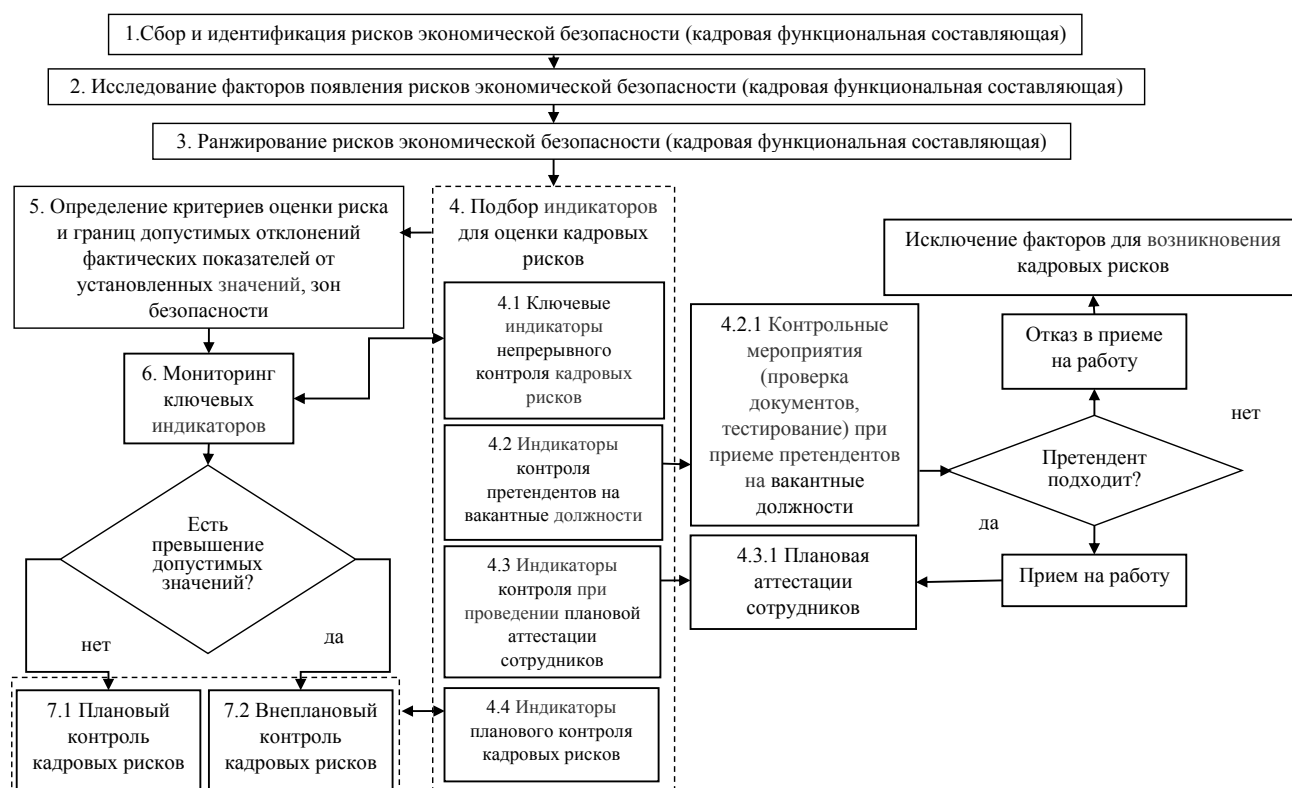 1.Сбор и идентификация рисков экономической безопасности (кадровая функциональная составляющая)
2. Исследование факторов появления рисков экономической безопасности (кадровая функциональная составляющая)
3. Ранжирование рисков экономической безопасности (кадровая функциональная составляющая)
5. Определение критериев оценки риска
и границ допустимых отклонений
фактических показателей от
установленных значений, зон
безопасности
4. Подбор индикаторов
для оценки кадровых
рисков
4.1 Ключевые
индикаторы
непрерывного
контроля кадровых
рисков
4.2 Индикаторы
контроля
претендентов на
вакантные должности
4.3 Индикаторы
контроля при
проведении плановой
аттестации
сотрудников
4.4 Индикаторы
планового контроля
кадровых рисков
6. Мониторинг
ключевых
индикаторов
Есть
превышение
допустимых
значений?
нет
да
7.1 Плановый
контроль
кадровых рисков
7.2 Внеплановый
контроль
кадровых рисков
4.2.1 Контрольные
мероприятия
(проверка
документов,
тестирование) при
приеме претендентов
на вакантные
должности
4.3.1 Плановая
аттестации
сотрудников
Исключение факторов для возникновения
кадровых рисков
Отказ в приеме
на работу
нет
Претендент
подходит?
да
Прием на работу